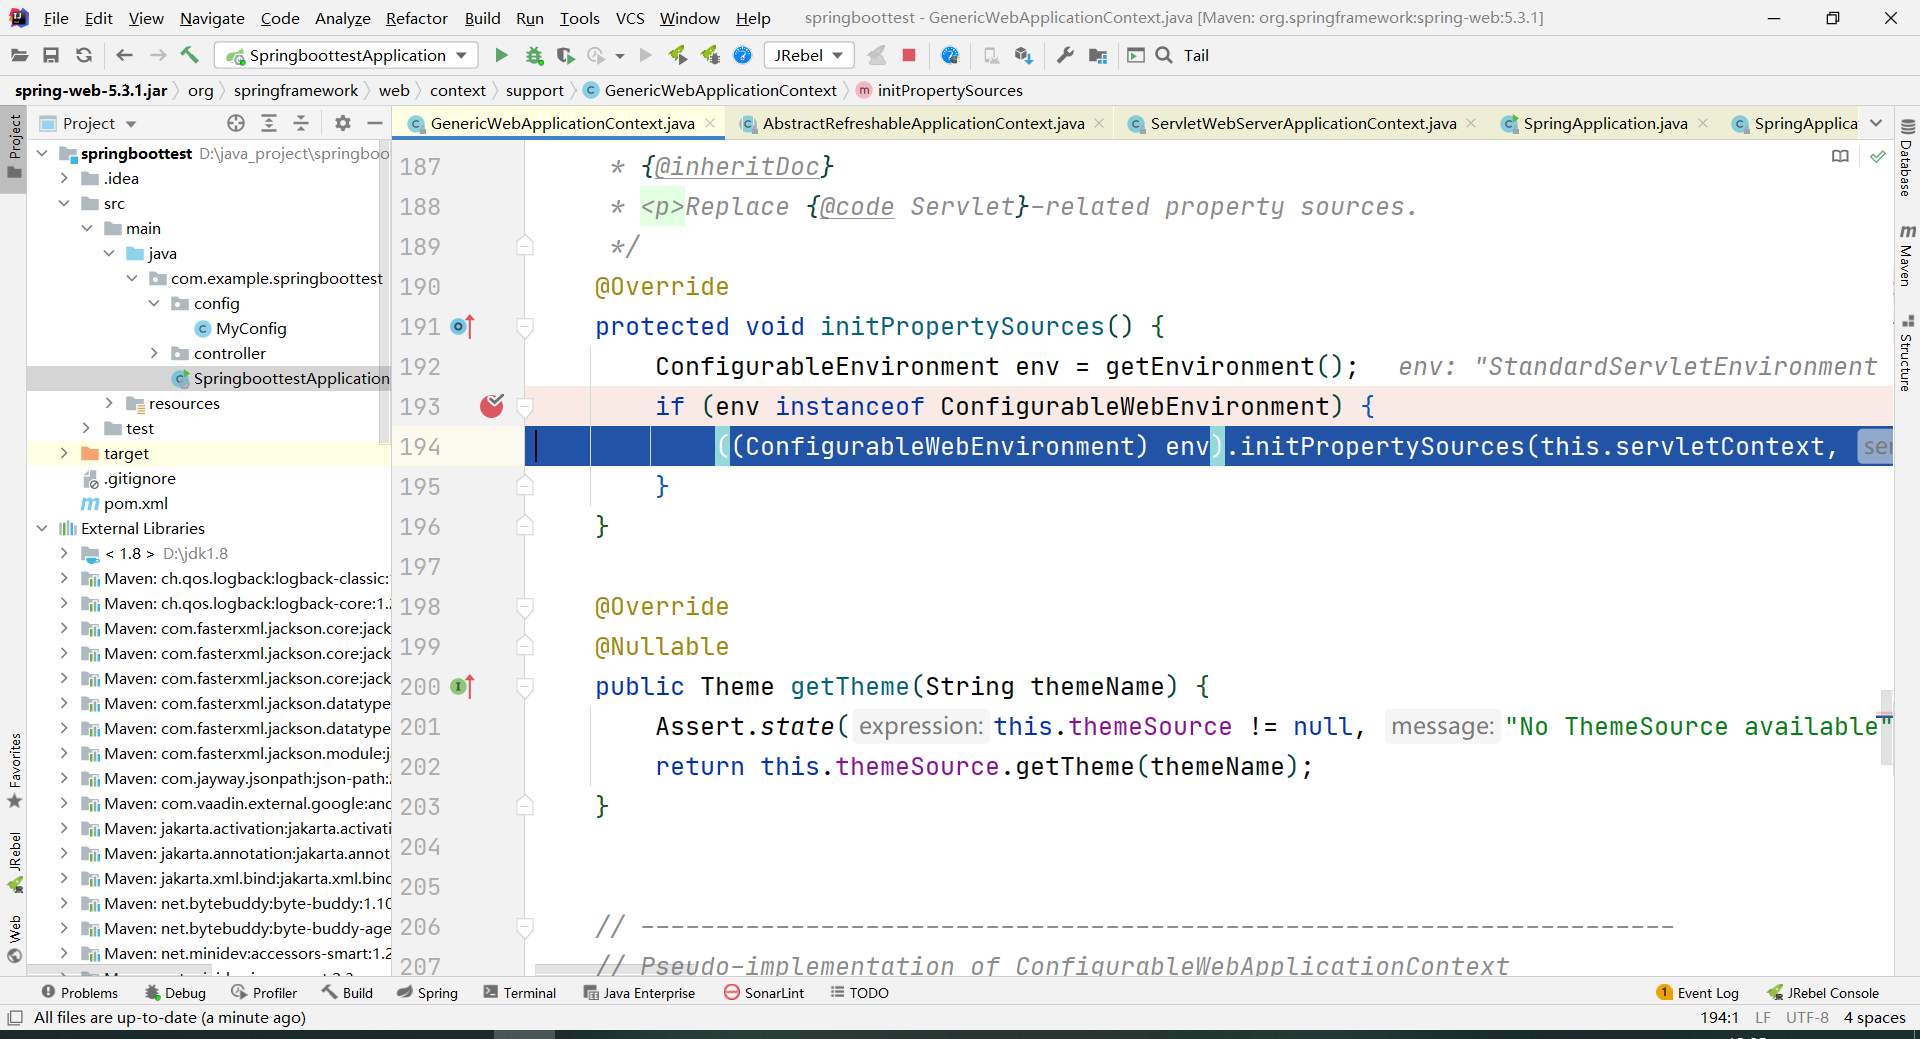 File Edit View Navigate Code Analyze Refactor Build Run Tools VCS Window Help springboottest - GenericWebApplicationContext.java [Maven: org.springframework:spring-web:5.3.1]
SpringboottestApplication JRebel Tail
spring-web-5.3.1.jar org springframework web context support GenericWebApplicationContext initPropertySources
Project
GenericWebApplicationContext.java AbstractRefreshableApplicationContext.java ServletWebServerApplicationContext.java SpringApplication.java SpringApplica
springboottest D:\java_project\springboo
.idea
src
main
java
com.example.springboottest
config
MyConfig
controller
SpringboottestApplication
resources
test
target
.gitignore
pom.xml
External Libraries
< 1.8 > D:\jdk1.8
Maven: ch.qos.logback:logback-classic:
Maven: ch.qos.logback:logback-core:1.2
Maven: com.fasterxml.jackson.core:jack
Maven: com.fasterxml.jackson.core:jack
Maven: com.fasterxml.jackson.core:jack
Maven: com.fasterxml.jackson.datatype
Maven: com.fasterxml.jackson.datatype
Maven: com.fasterxml.jackson.module:j
Maven: com.jayway.jsonpath:json-path:
Maven: com.vaadin.external.google:and
Maven: jakarta.activation:jakarta.activati
Maven: jakarta.annotation:jakarta.annot
Maven: jakarta.xml.bind:jakarta.xml.bind
Maven: net.bytebuddy:byte-buddy:1.10
Maven: net.bytebuddy:byte-buddy-age
Maven: net.minidev:accessors-smart:1.2
187 * {@inheritDoc}
188 * <p>Replace {@code Servlet}-related property sources.
189 */
190 @Override
191 protected void initPropertySources() {
192 ConfigurableEnvironment env = getEnvironment(); env: "StandardServletEnvironment
193 if (env instanceof ConfigurableWebEnvironment) {
194 ((ConfigurableWebEnvironment) env).initPropertySources(this.servletContext, ser
195 }
196 }
197
198 @Override
199 @Nullable
200 public Theme getTheme(String themeName) {
201 Assert.state( expression: this.themeSource != null, message: "No ThemeSource available"
202 return this.themeSource.getTheme(themeName);
203 }
204
205
206 // ---------------------------------------------------------------------
207 // Pseudo-implementation of ConfigurableWebApplicationContext
Project
Favorites
JRebel
Web
Database
Maven
Structure
Problems Debug Profiler Build Spring Terminal Java Enterprise SonarLint TODO 1 Event Log JRebel Console
All files are up-to-date (a minute ago) 194:1 LF UTF-8 4 spaces